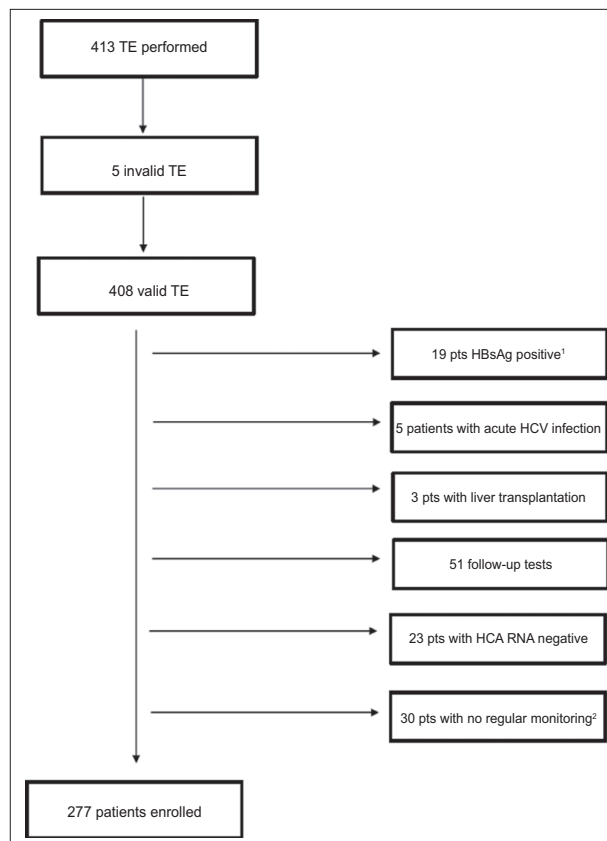 413 TE performed
5 invalid TE
408 valid TE
19 pts HBsAg positive¹
5 patients with acute HCV infection
3 pts with liver transplantation
51 follow-up tests
23 pts with HCA RNA negative
30 pts with no regular monitoring²
277 patients enrolled